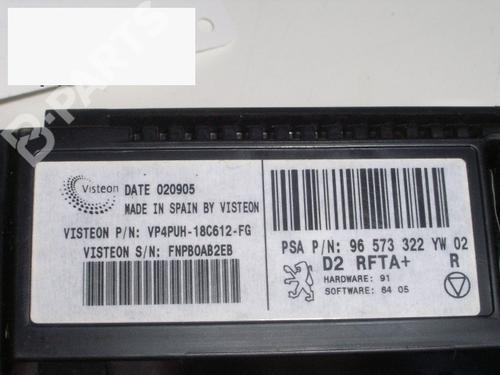 B-PARTS
Visteon
DATE 020905
MADE IN SPAIN BY VISTEON
VISTEON P/N: VP4PUH-18C612-FG
VISTEON S/N: FNPB0AB2EB
PSA P/N: 96 573 322 YW 02
D2 RFTA+ R
HARDWARE: 91
SOFTWARE: 64 05